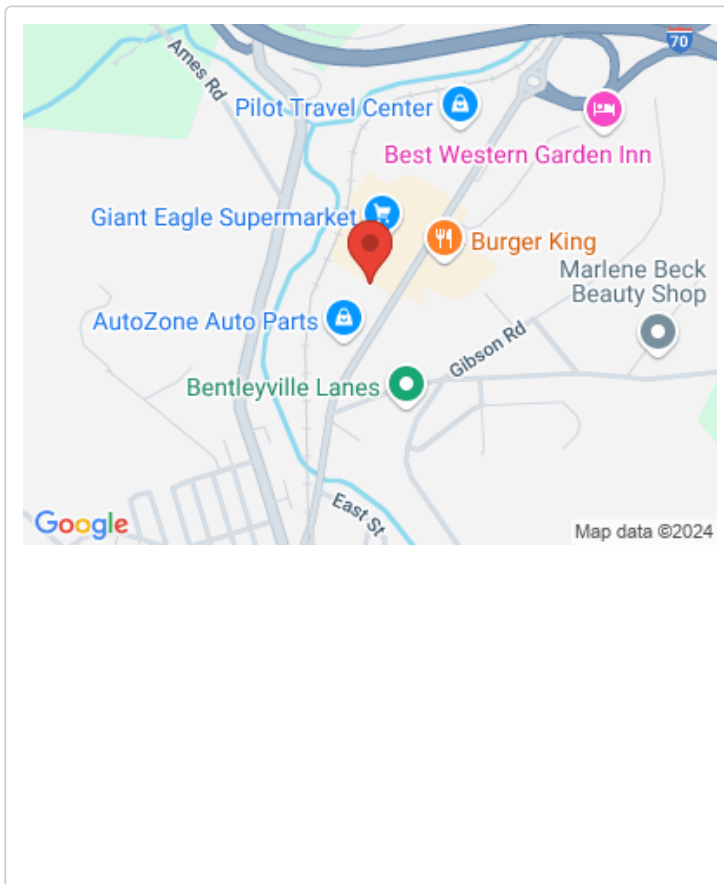 70
Ames Rd
Pilot Travel Center
Best Western Garden Inn
Giant Eagle Supermarket
Burger King
Marlene Beck
Beauty Shop
AutoZone Auto Parts
Gibson Rd
Bentleyville Lanes
East St
Google
Map data ©2024